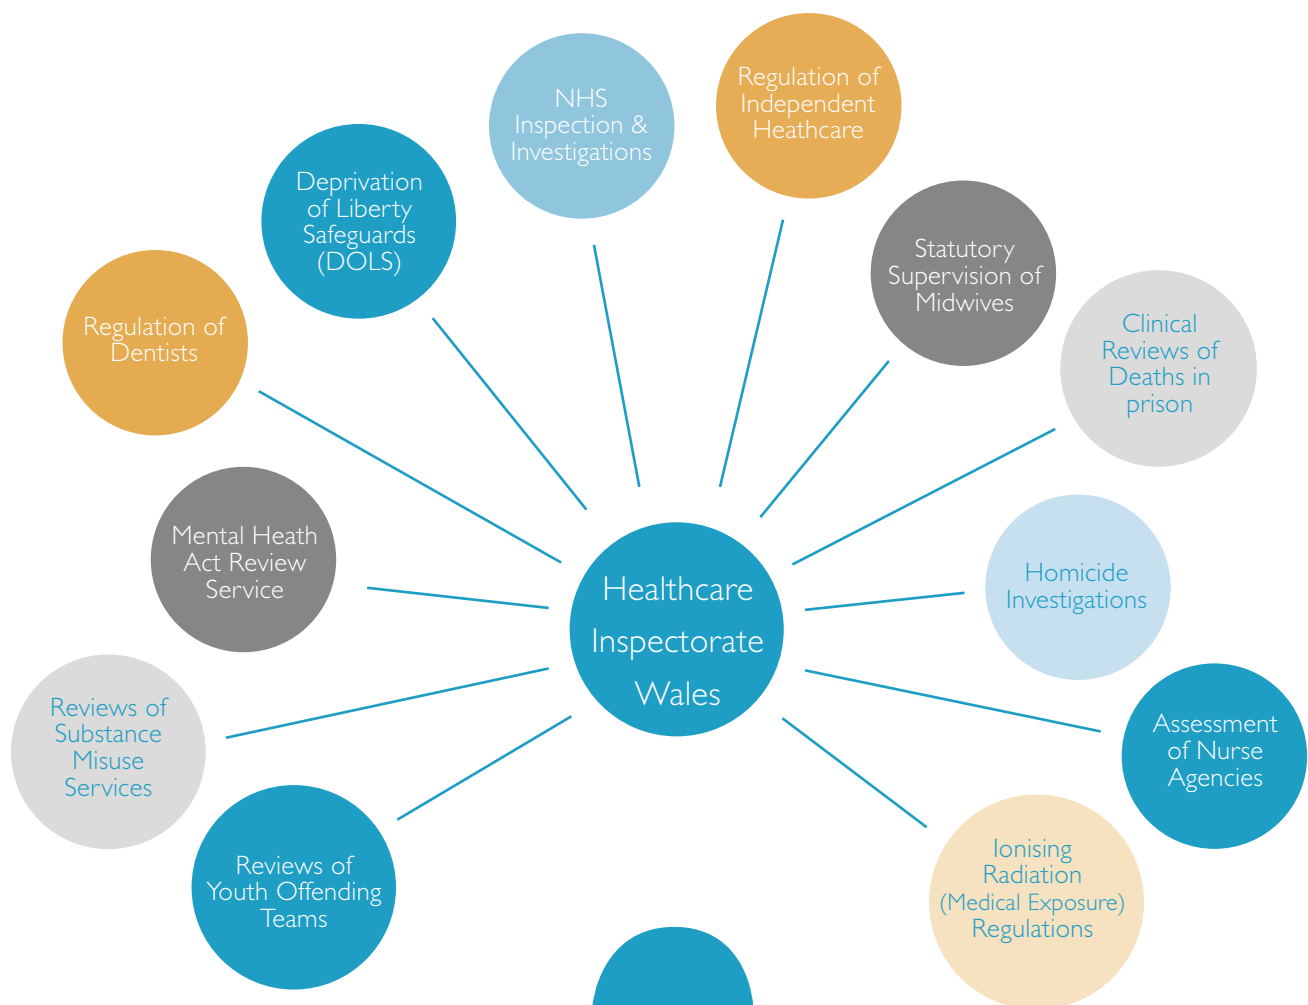 NHS
Inspection &
Investigations
Regulation of
Independent
Heathcare
Deprivation
of Liberty
Safeguards
(DOLS)
Statutory
Supervision of
Midwives
Regulation of
Dentists
Clinical
Reviews of
Deaths in
prison
Mental Heath
Act Review
Service
Healthcare
Inspectorate
Wales
Homicide
Investigations
Reviews of
Substance
Misuse
Services
Assessment
of Nurse
Agencies
Reviews of
Youth Offending
Teams
Ionising
Radiation
(Medical Exposure)
Regulations